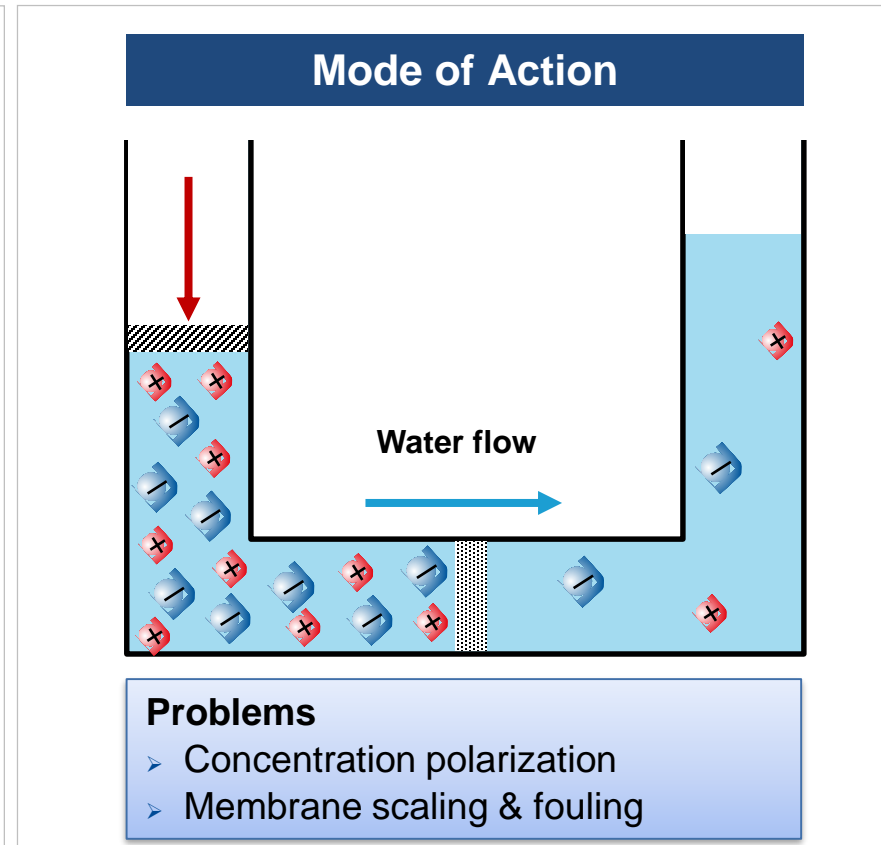 Mode of Action
Water flow
Problems
➢ Concentration polarization
➢ Membrane scaling & fouling